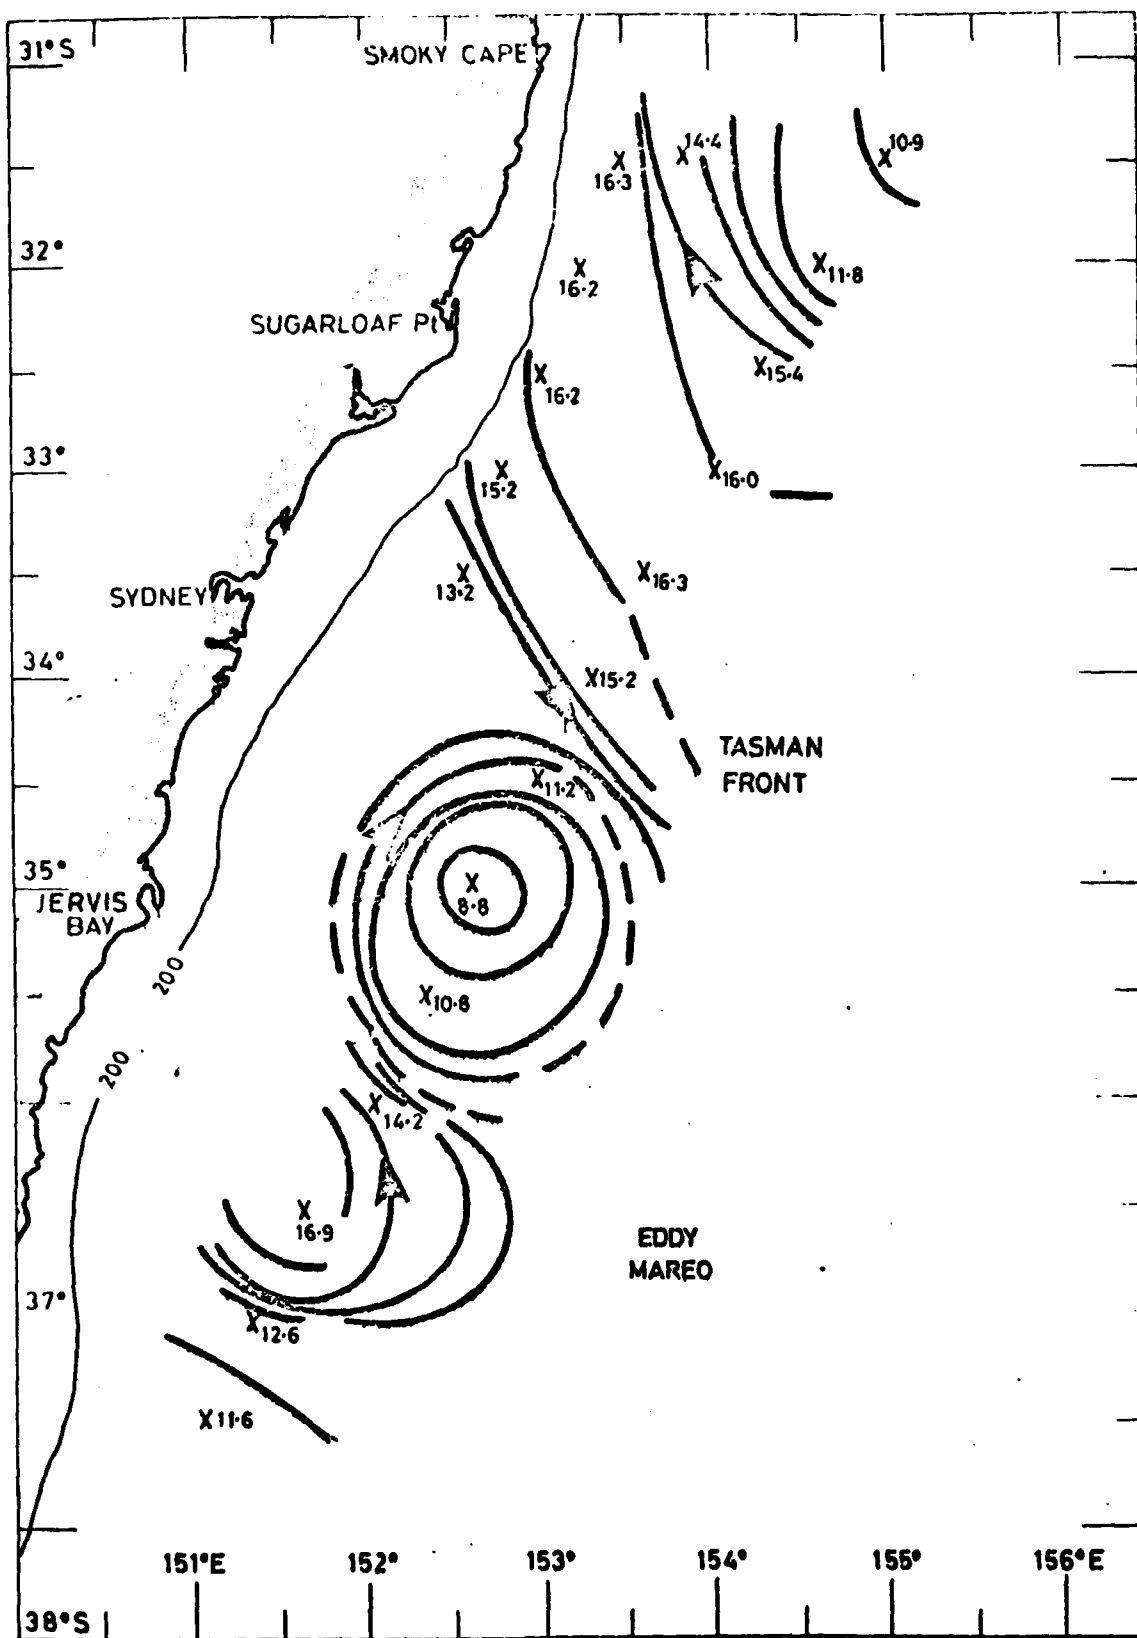 31°S
SMOKY CAPE
14·4
10·9
16·3
32°
16·2
11·8
SUGARLOAF Pt
15·4
16·2
33°
15·2
16·0
13·2
16·3
SYDNEY
34°
15·2
TASMAN
FRONT
11·2
35°
8·8
JERVIS
BAY
200
10·8
200
14·2
16·9
EDDY
MAREO
37°
12·6
11·6
151°E
152°
153°
154°
155°
156°E
38°S